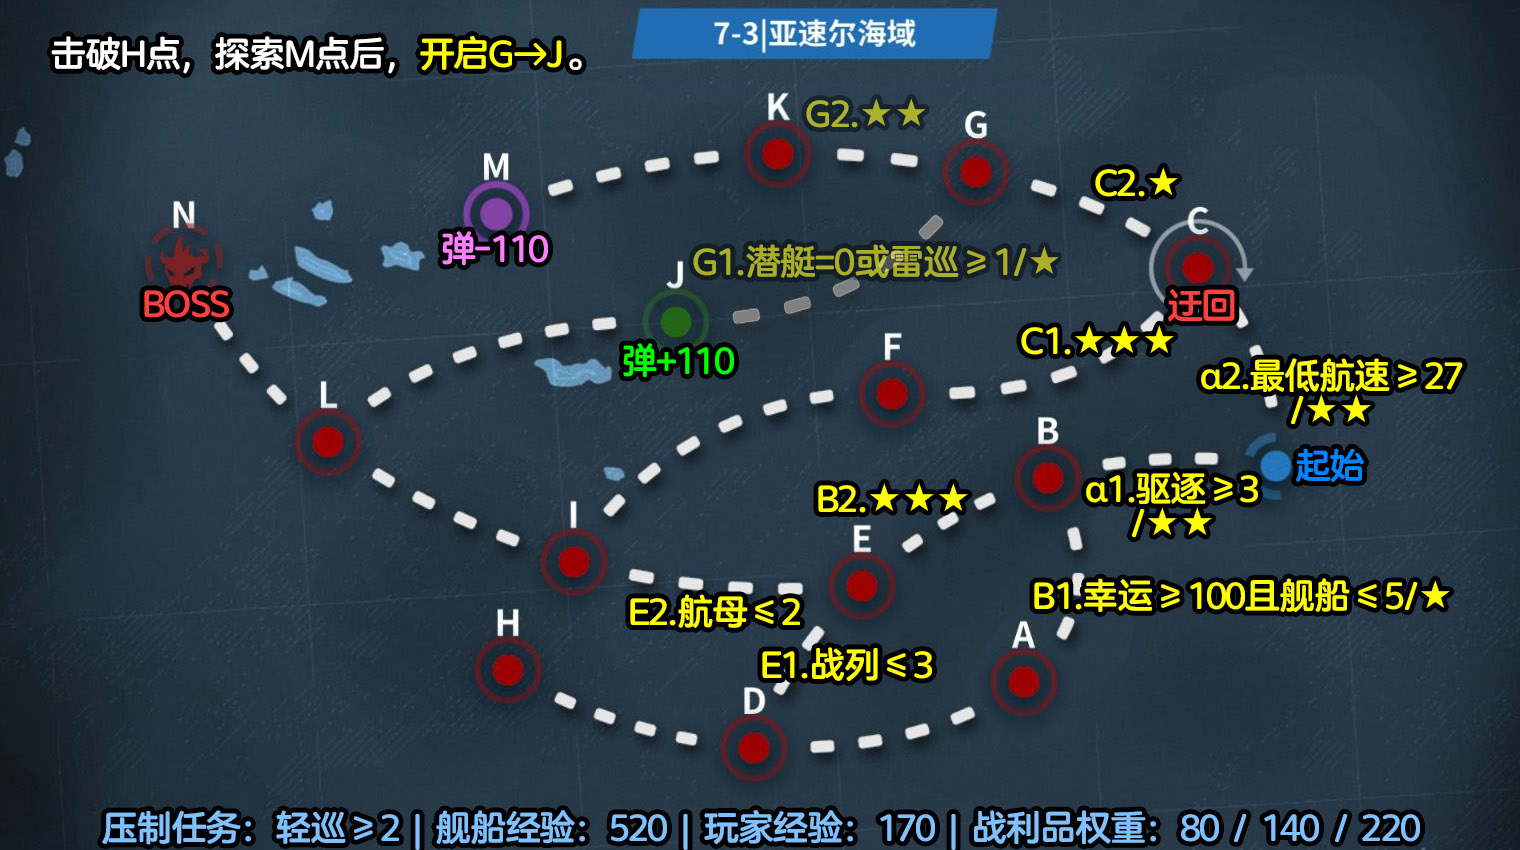 7-3|亚速尔海域
击破H点，探索M点后，开启G→J。
K
G2.★★
G
M
弹-110
C2.★
C
迂回
N
BOSS
J
G1.潜艇=0或雷巡≥1/★
弹+110
C1.★★★
F
α2.最低航速≥27
/★★
L
B
起始
α1.驱逐≥3
/★★
B2.★★★
I
E
E2.航母≤2
B1.幸运≥100且舰船≤5/★
H
A
E1.战列≤3
D
压制任务：轻巡≥2 | 舰船经验：520 | 玩家经验：170 | 战利品权重：80 / 140 / 220